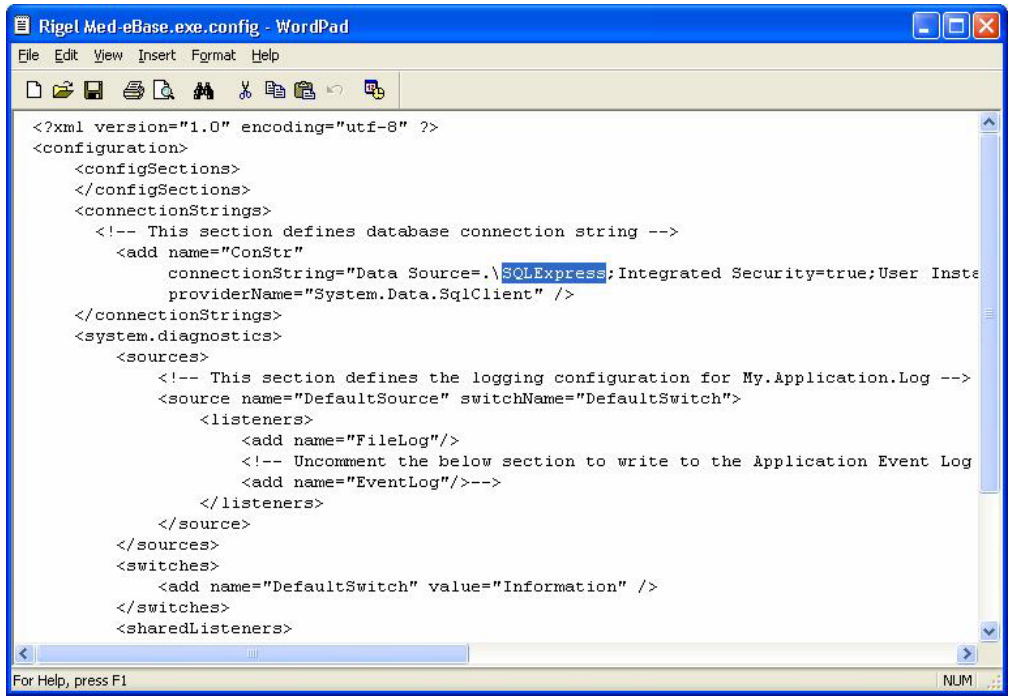 Rigel Med-eBase.exe.config - WordPad
File Edit View Insert Format Help
<?xml version="1.0" encoding="utf-8" ?>
<configuration>
<configSections>
</configSections>
<connectionStrings>
<!-- This section defines database connection string -->
<add name="ConStr"
connectionString="Data Source=.\SQLExpress;Integrated Security=true;User Insta
providerName="System.Data.SqlClient" />
</connectionStrings>
<system.diagnostics>
<sources>
<!-- This section defines the logging configuration for My.Application.Log -->
<source name="DefaultSource" switchName="DefaultSwitch">
<listeners>
<add name="FileLog"/>
<!-- Uncomment the below section to write to the Application Event Log
<add name="EventLog"/>-->
</listeners>
</source>
</sources>
<switches>
<add name="DefaultSwitch" value="Information" />
</switches>
<sharedListeners>
For Help, press F1 NUM